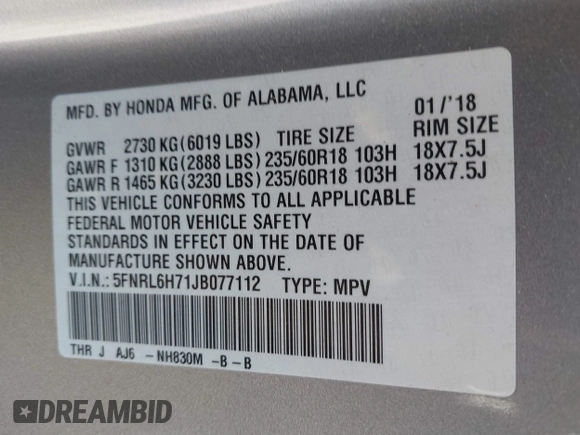 MFD. BY HONDA MFG. OF ALABAMA, LLC 01/'18
GVWR 2730 KG(6019 LBS) TIRE SIZE RIM SIZE
GAWR F 1310 KG(2888 LBS) 235/60R18 103H 18X7.5J
GAWR R 1465 KG(3230 LBS) 235/60R18 103H 18X7.5J
THIS VEHICLE CONFORMS TO ALL APPLICABLE
FEDERAL MOTOR VEHICLE SAFETY
STANDARDS IN EFFECT ON THE DATE OF
MANUFACTURE SHOWN ABOVE.
V.I.N.: 5FNRL6H71JB077112 TYPE: MPV
THR J AJ6 -NH830M -B-B
DREAMBID